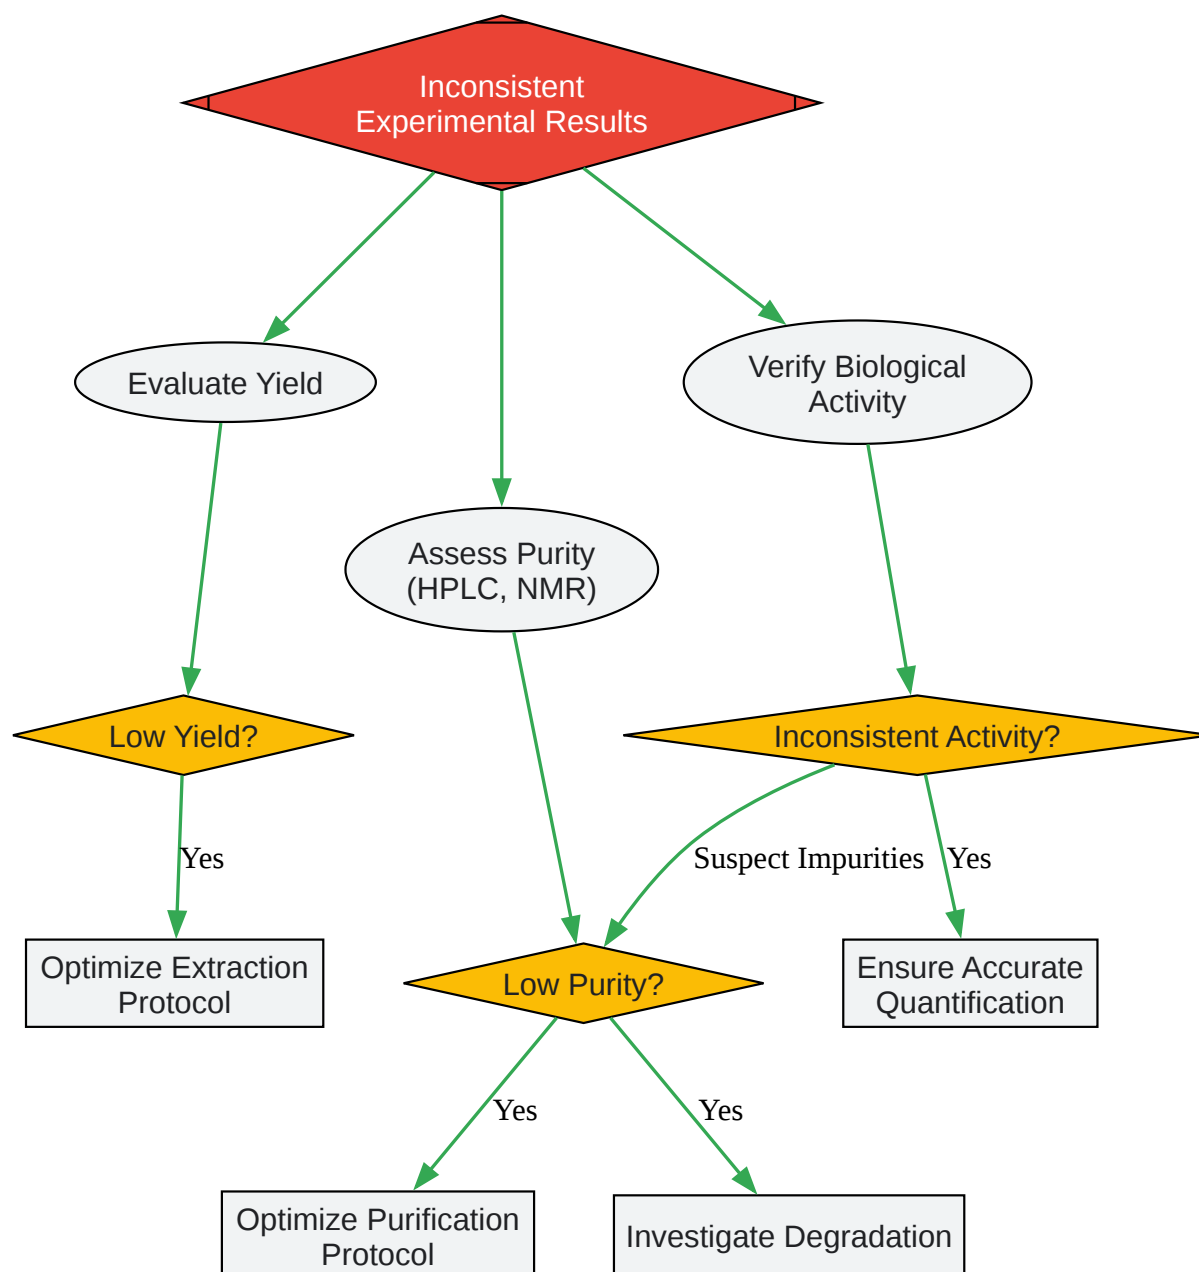 Inconsistent
Experimental Results
Evaluate Yield
Verify Biological
Activity
Assess Purity
(HPLC, NMR)
Low Yield?
Inconsistent Activity?
Yes
Suspect Impurities
Yes
Optimize Extraction
Protocol
Low Purity?
Ensure Accurate
Quantification
Yes
Yes
Optimize Purification
Protocol
Investigate Degradation